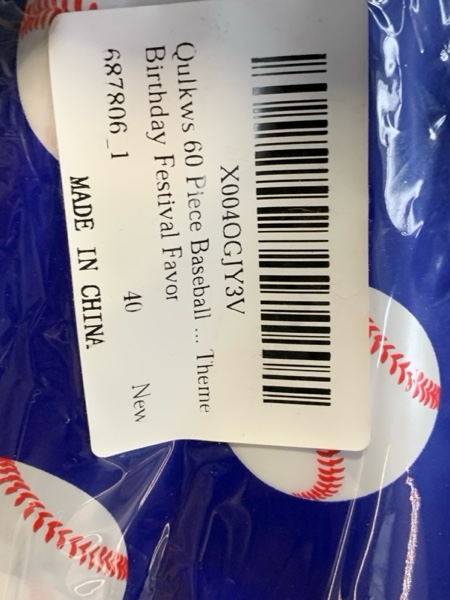 X004OGJY3V
Qulkws 60 Piece Baseball ... Theme
Birthday Festival Favor
New
687806_1 40
MADE IN CHINA